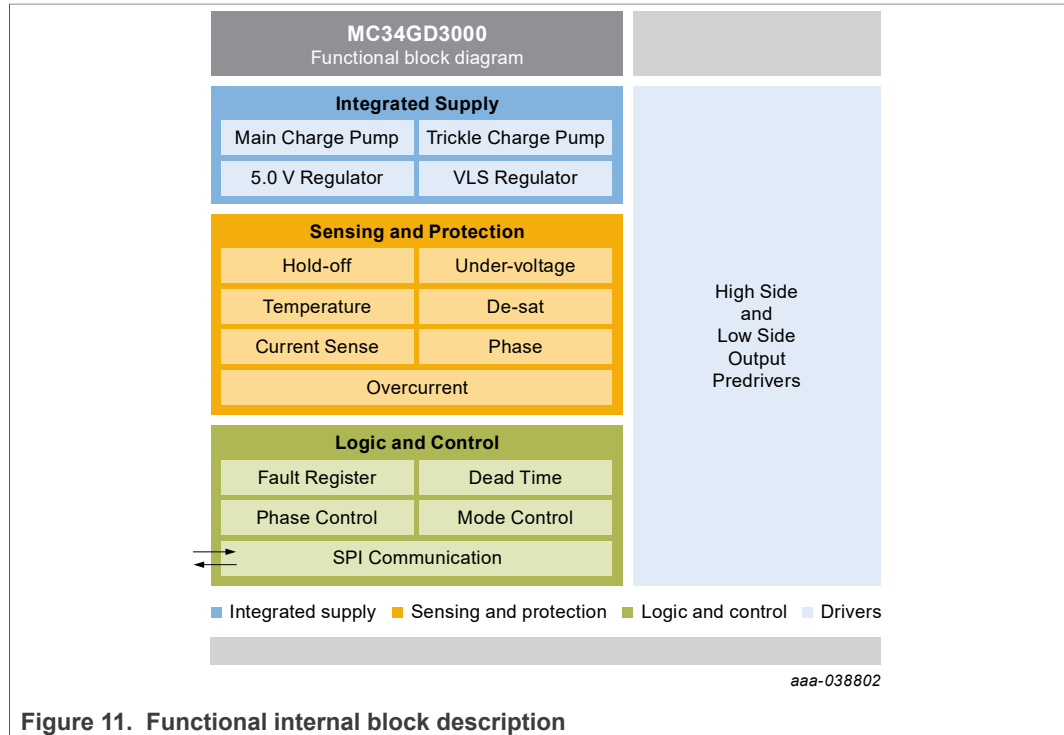 MC34GD3000
Functional block diagram
Integrated Supply
Main Charge Pump
Trickle Charge Pump
5.0 V Regulator
VLS Regulator
Sensing and Protection
Hold-off
Under-voltage
Temperature
De-sat
Current Sense
Phase
Overcurrent
Logic and Control
Fault Register
Dead Time
Phase Control
Mode Control
SPI Communication
High Side
and
Low Side
Output
Predrivers
Integrated supply Sensing and protection Logic and control Drivers
aaa-038802
Figure 11. Functional internal block description